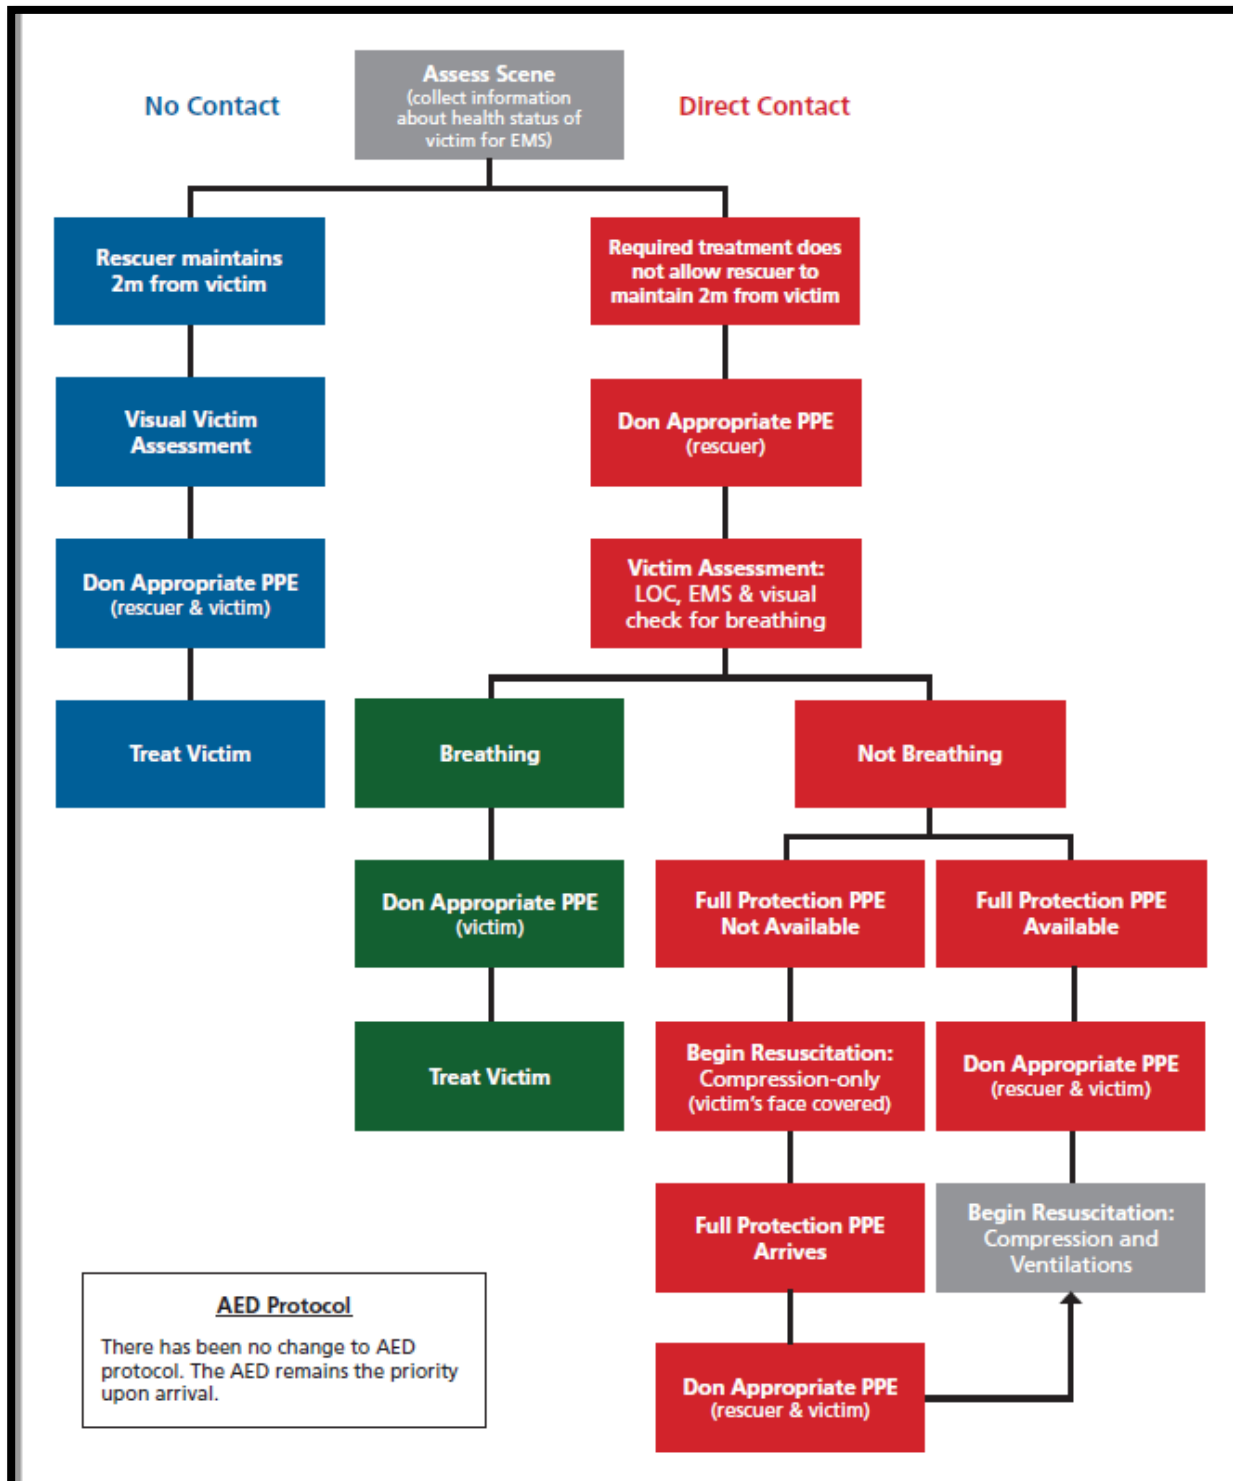 Assess Scene
(collect information
about health status of
victim for EMS)
No Contact
Direct Contact
Rescuer maintains
2m from victim
Required treatment does
not allow rescuer to
maintain 2m from victim
Visual Victim
Assessment
Don Appropriate PPE
(rescuer)
Don Appropriate PPE
(rescuer & victim)
Victim Assessment:
LOC, EMS & visual
check for breathing
Treat Victim
Breathing
Not Breathing
Don Appropriate PPE
(victim)
Full Protection PPE
Not Available
Full Protection PPE
Available
Treat Victim
Begin Resuscitation:
Compression-only
(victim's face covered)
Don Appropriate PPE
(rescuer & victim)
Full Protection PPE
Arrives
Begin Resuscitation:
Compression and
Ventilations
AED Protocol
There has been no change to AED
protocol. The AED remains the priority
upon arrival.
Don Appropriate PPE
(rescuer & victim)